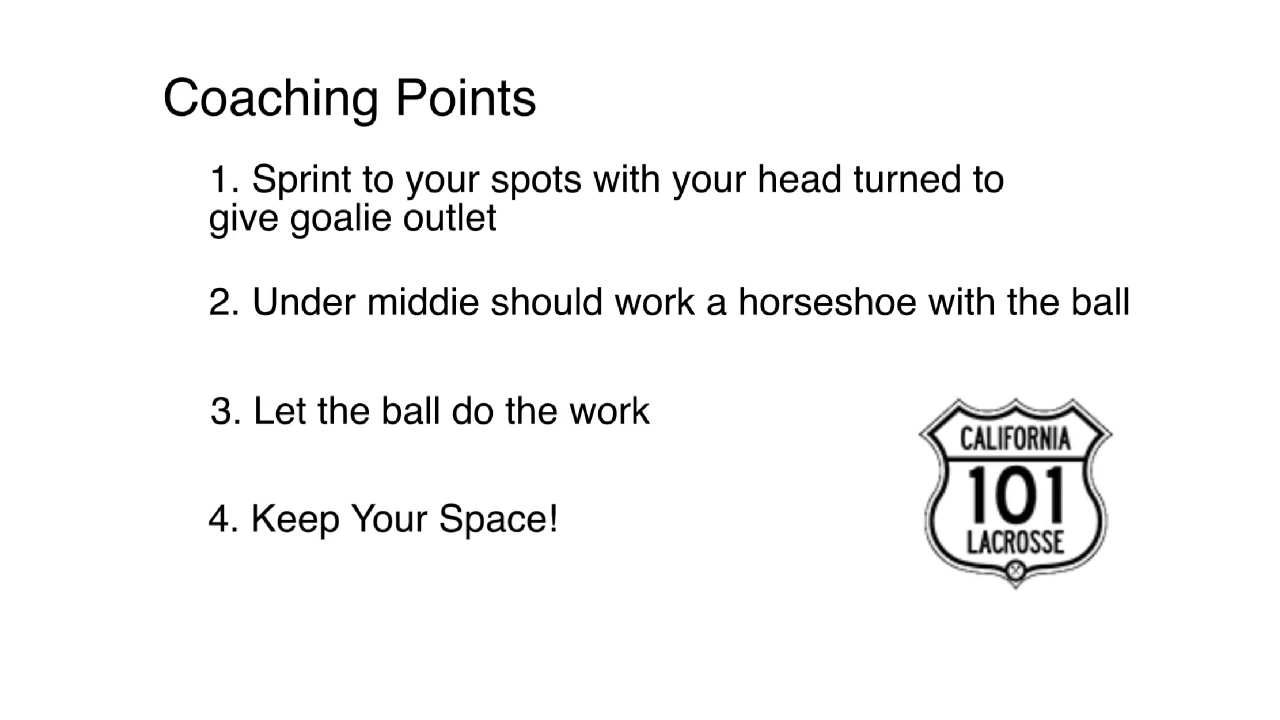 Coaching Points
1. Sprint to your spots with your head turned to
give goalie outlet
2. Under middie should work a horseshoe with the ball
3. Let the ball do the work
4. Keep Your Space!
CALIFORNIA
101
LACROSSE